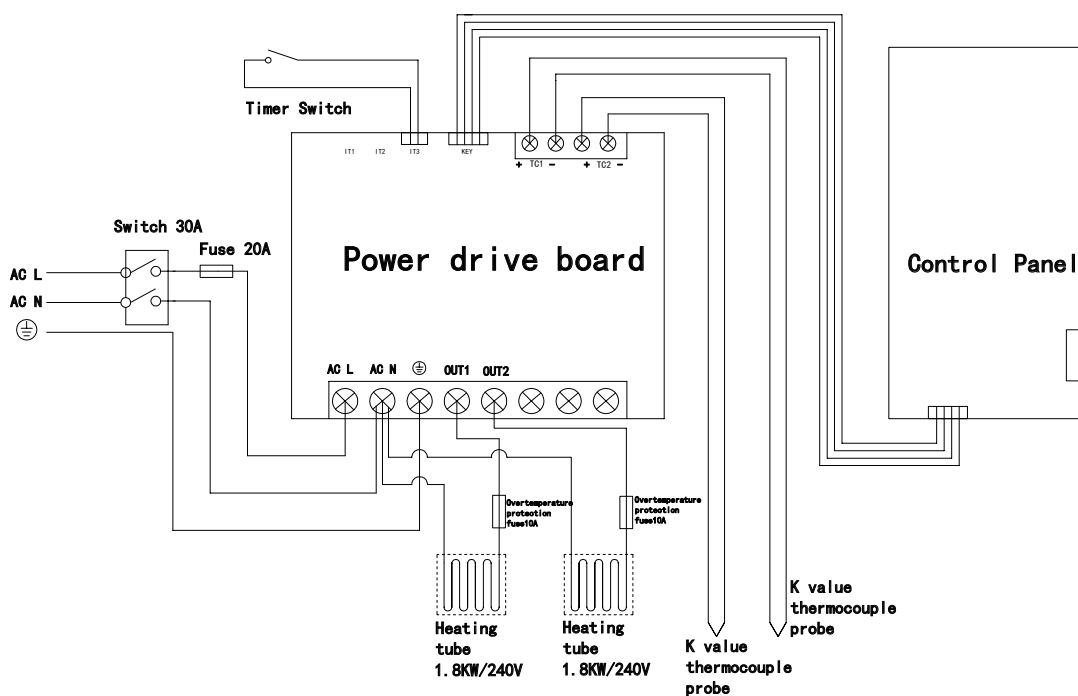 Timer Switch
IT1 IT2 IT3 KEY
+ TC1 - + TC2 -
Switch 30A
Fuse 20A
Power drive board
Control Panel
AC L
AC N
AC L AC N OUT1 OUT2
Overtemperature
protection
fuse10A
Overtemperature
protection
fuse10A
Heating
tube
1.8KW/240V
Heating
tube
1.8KW/240V
K value
thermocouple
probe
K value
thermocouple
probe